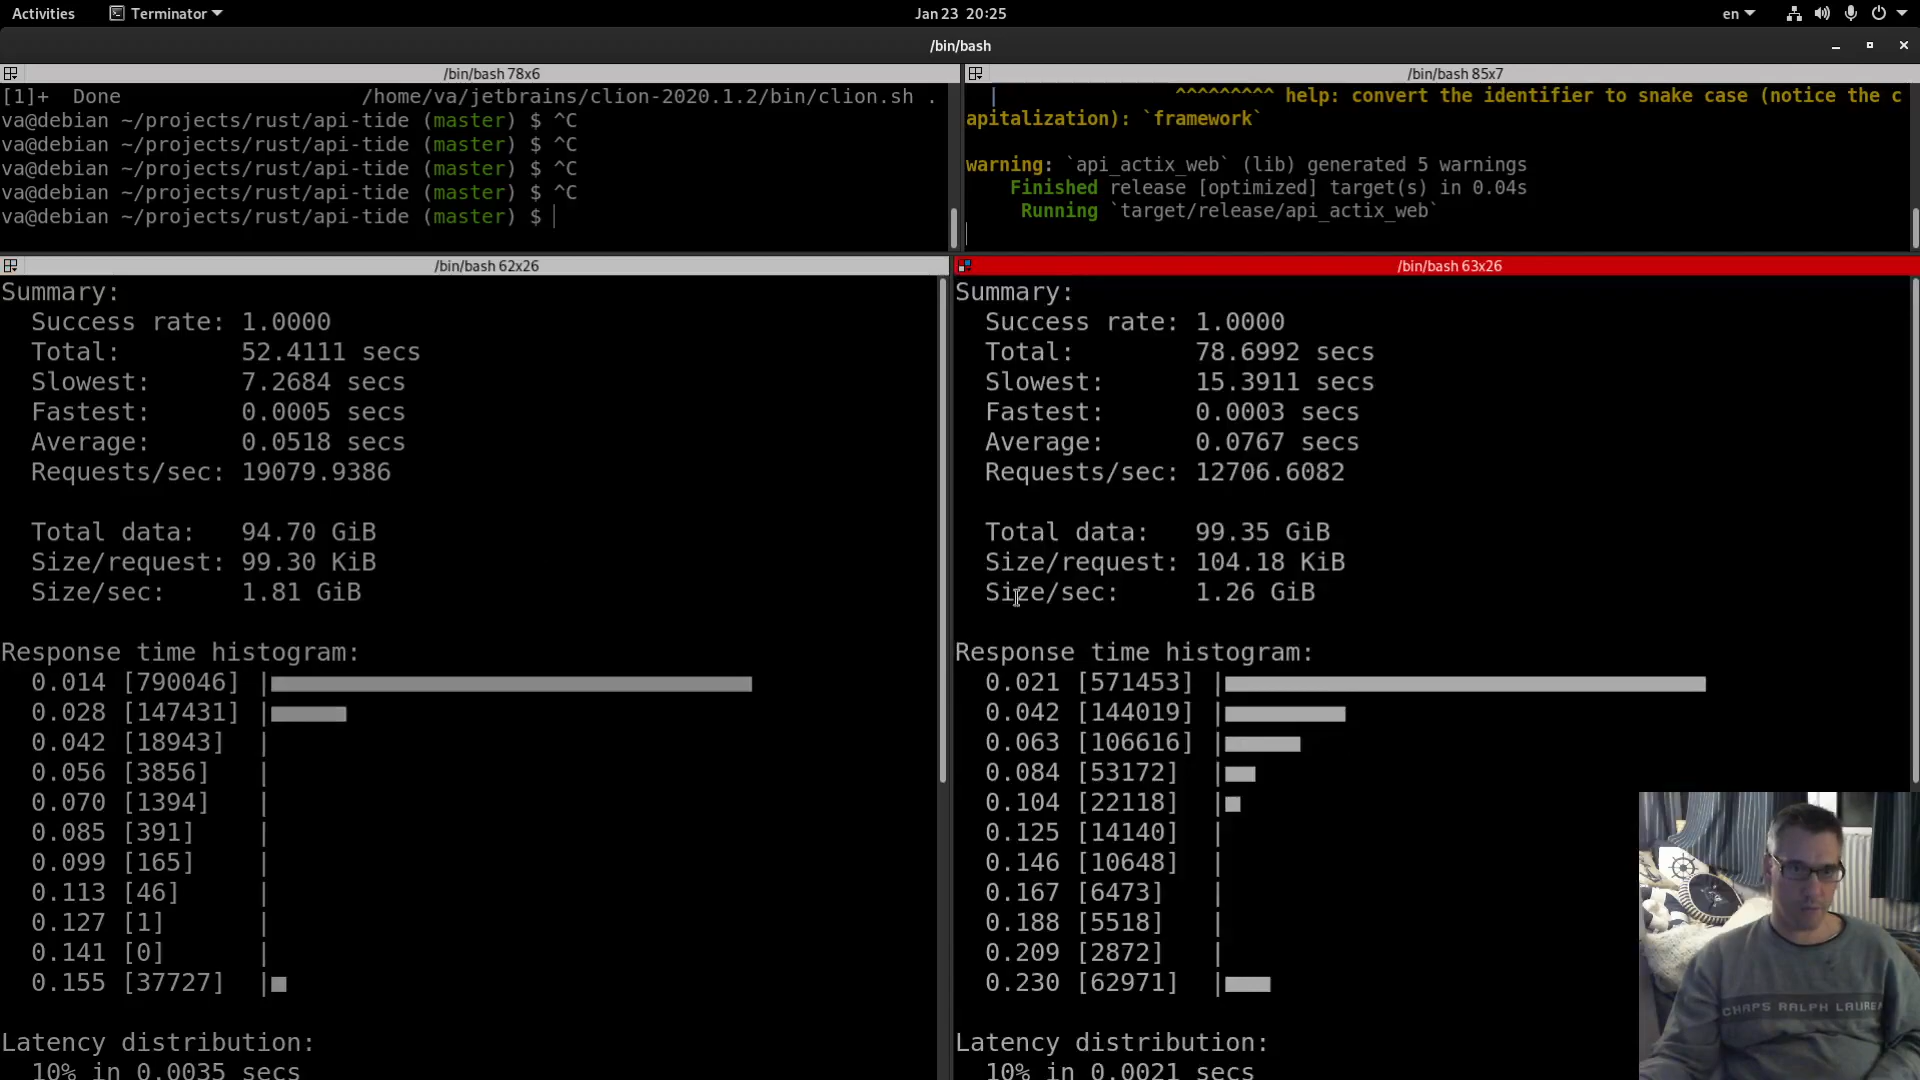 Activities
Terminator
Jan 23 20:25
en
/bin/bash
/bin/bash 78x6
[1]+  Done                    /home/va/jetbrains/clion-2020.1.2/bin/clion.sh .
va@debian ~/projects/rust/api-tide (master) $ ^C
va@debian ~/projects/rust/api-tide (master) $ ^C
va@debian ~/projects/rust/api-tide (master) $ ^C
va@debian ~/projects/rust/api-tide (master) $ ^C
va@debian ~/projects/rust/api-tide (master) $
/bin/bash 85x7
|                ^^^^^^^^^ help: convert the identifier to snake case (notice the c
apitalization): `framework`
warning: `api_actix_web` (lib) generated 5 warnings
Finished release [optimized] target(s) in 0.04s
Running `target/release/api_actix_web`
/bin/bash 62x26
Summary:
Success rate: 1.0000
Total: 52.4111 secs
Slowest: 7.2684 secs
Fastest: 0.0005 secs
Average: 0.0518 secs
Requests/sec: 19079.9386
Total data: 94.70 GiB
Size/request: 99.30 KiB
Size/sec: 1.81 GiB
Response time histogram:
0.014 [790046] |
0.028 [147431] |
0.042 [18943] |
0.056 [3856] |
0.070 [1394] |
0.085 [391] |
0.099 [165] |
0.113 [46] |
0.127 [1] |
0.141 [0] |
0.155 [37727] |
Latency distribution:
10% in 0.0035 secs
/bin/bash 63x26
Summary:
Success rate: 1.0000
Total: 78.6992 secs
Slowest: 15.3911 secs
Fastest: 0.0003 secs
Average: 0.0767 secs
Requests/sec: 12706.6082
Total data: 99.35 GiB
Size/request: 104.18 KiB
Size/sec: 1.26 GiB
Response time histogram:
0.021 [571453] |
0.042 [144019] |
0.063 [106616] |
0.084 [53172] |
0.104 [22118] |
0.125 [14140] |
0.146 [10648] |
0.167 [6473] |
0.188 [5518] |
0.209 [2872] |
0.230 [62971] |
Latency distribution:
10% in 0.0021 secs
CHAPS RALPH LAUREN